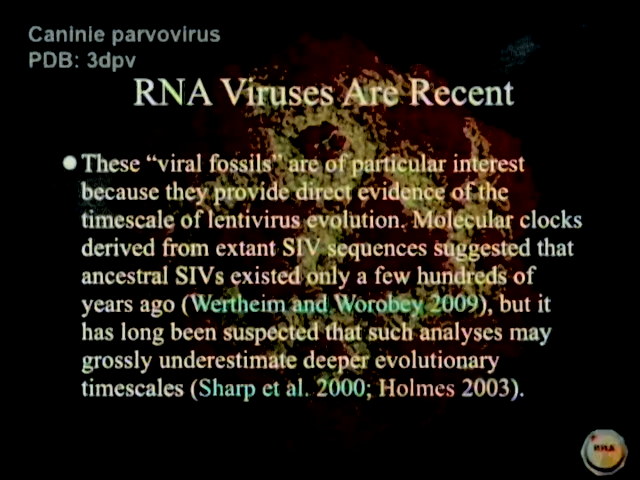 Caninie parvovirus
PDB: 3dpv
RNA Viruses Are Recent
These “viral fossils” are of particular interest
because they provide direct evidence of the
timescale of lentivirus evolution. Molecular clocks
derived from extant SIV sequences suggested that
ancestral SIVs existed only a few hundreds of
years ago (Wertheim and Worobey 2009), but it
has long been suspected that such analyses may
grossly underestimate deeper evolutionary
timescales (Sharp et al. 2000; Holmes 2003).